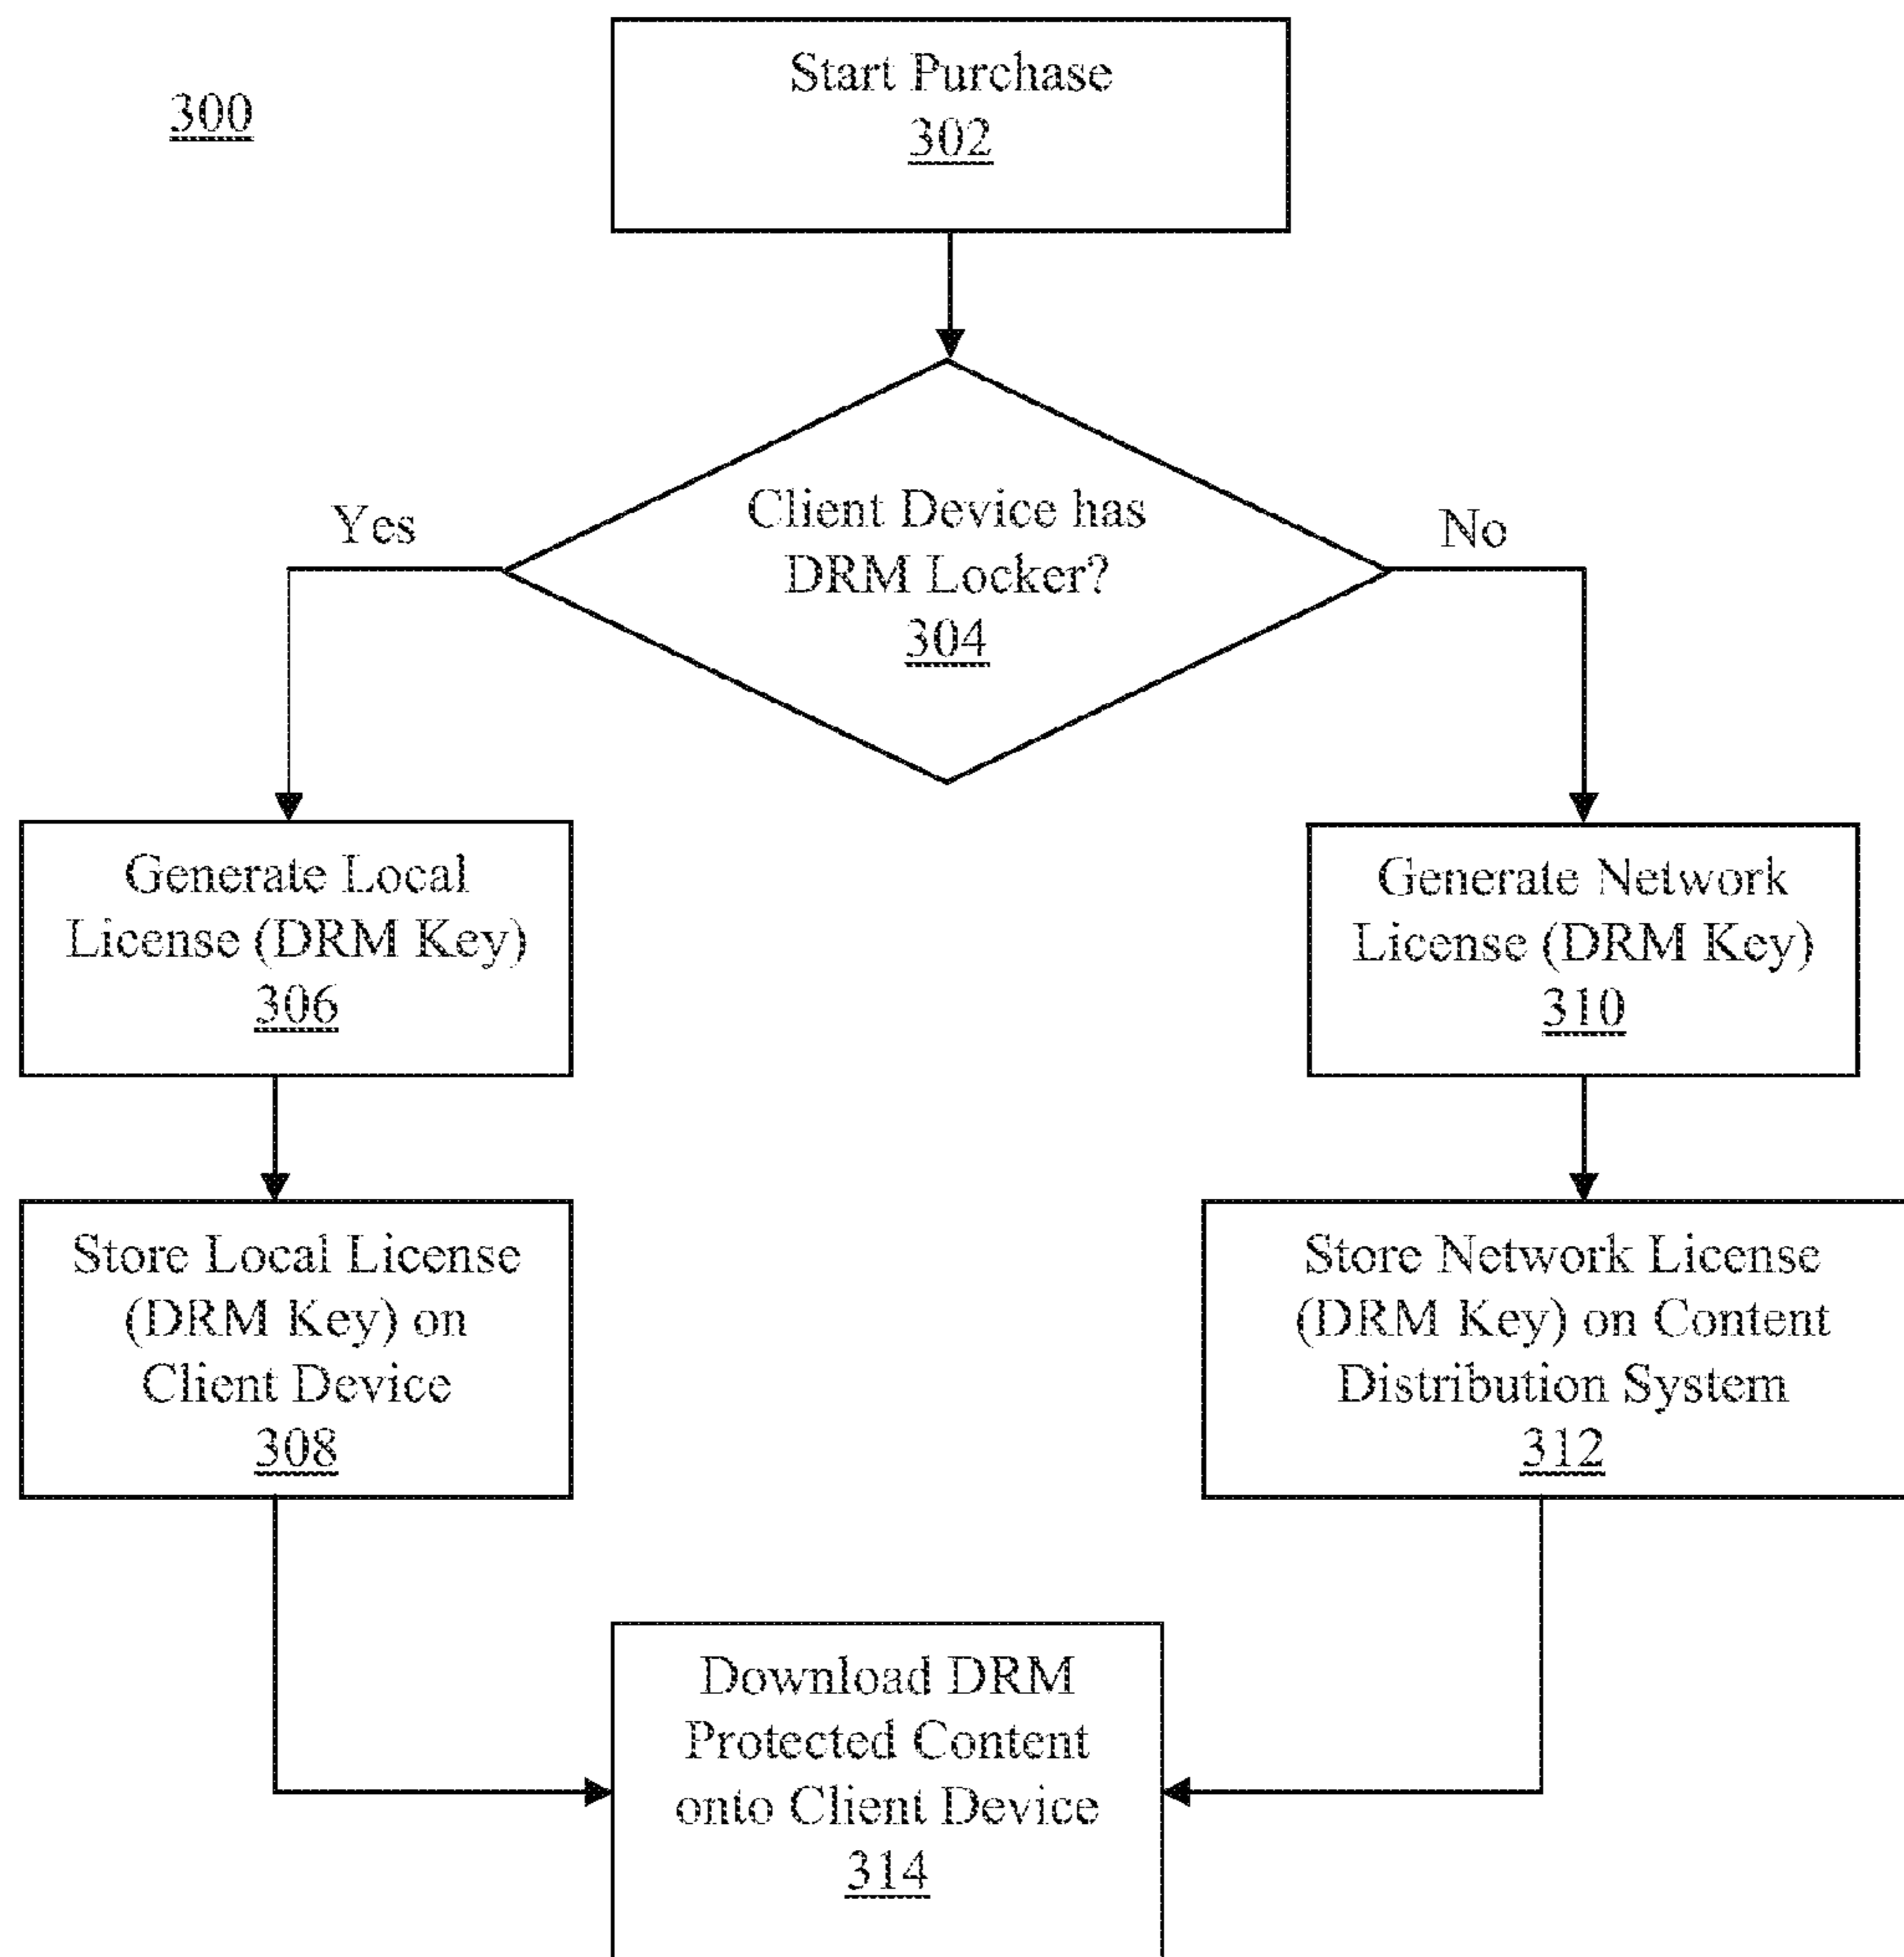 300
Start Purchase
302
Client Device has
DRM Locker?
304
Yes
No
Generate Local
License (DRM Key)
306
Generate Network
License (DRM Key)
310
Store Local License
(DRM Key) on
Client Device
308
Store Network License
(DRM Key) on Content
Distribution System
312
Download DRM
Protected Content
onto Client Device
314